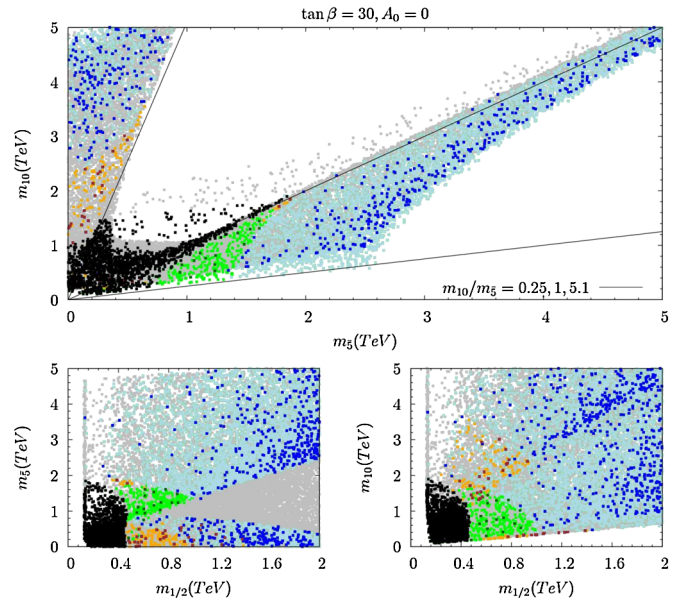 tan β = 30, A₀ = 0
5
4
3
2
1
0
m₁₀(TeV)
m₁₀/m₅̄ = 0.25, 1, 5.1
0 1 2 3 4 5
m₅̄(TeV)
5
4
3
2
1
0
m₅̄(TeV)
0 0.4 0.8 1.2 1.6 2
m₁/₂(TeV)
5
4
3
2
1
0
m₁₀(TeV)
0 0.4 0.8 1.2 1.6 2
m₁/₂(TeV)